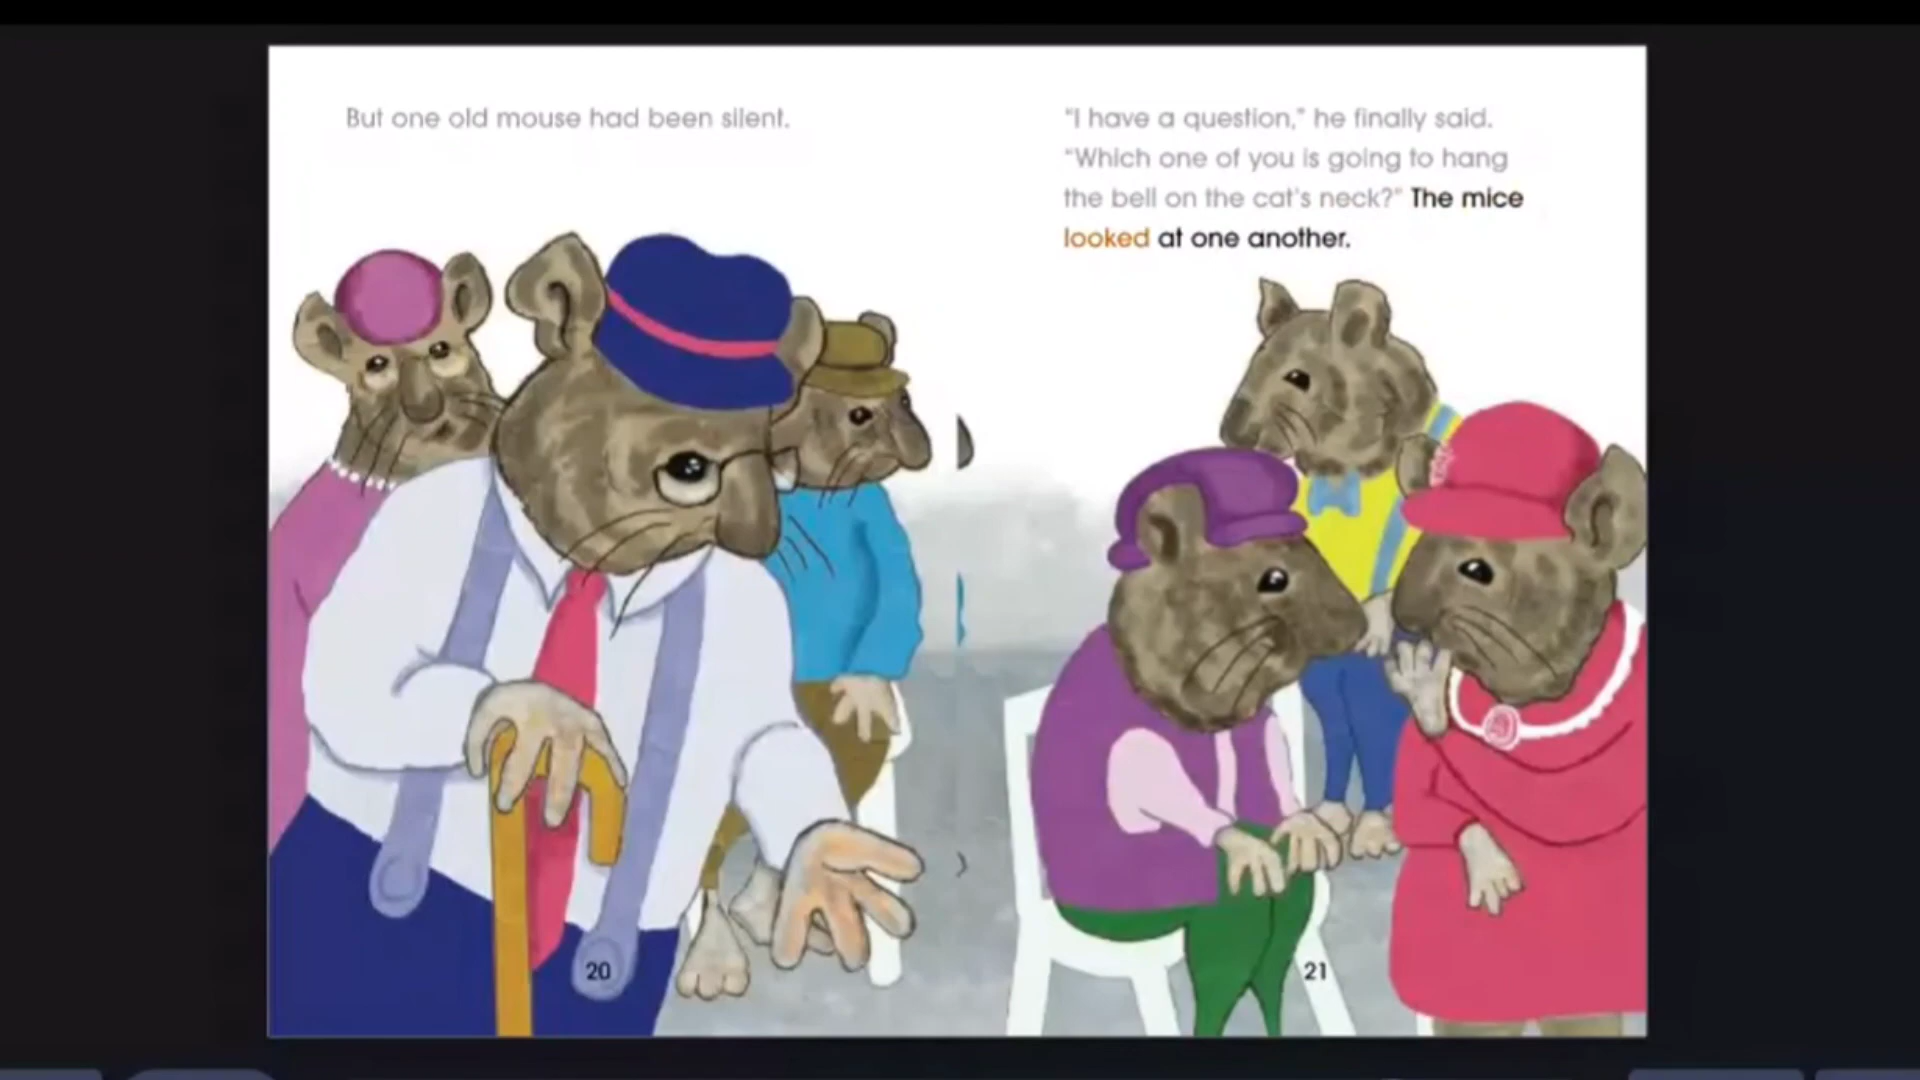 But one old mouse had been silent.
"I have a question," he finally said.
"Which one of you is going to hang
the bell on the cat's neck?" The mice
looked at one another.
20
21